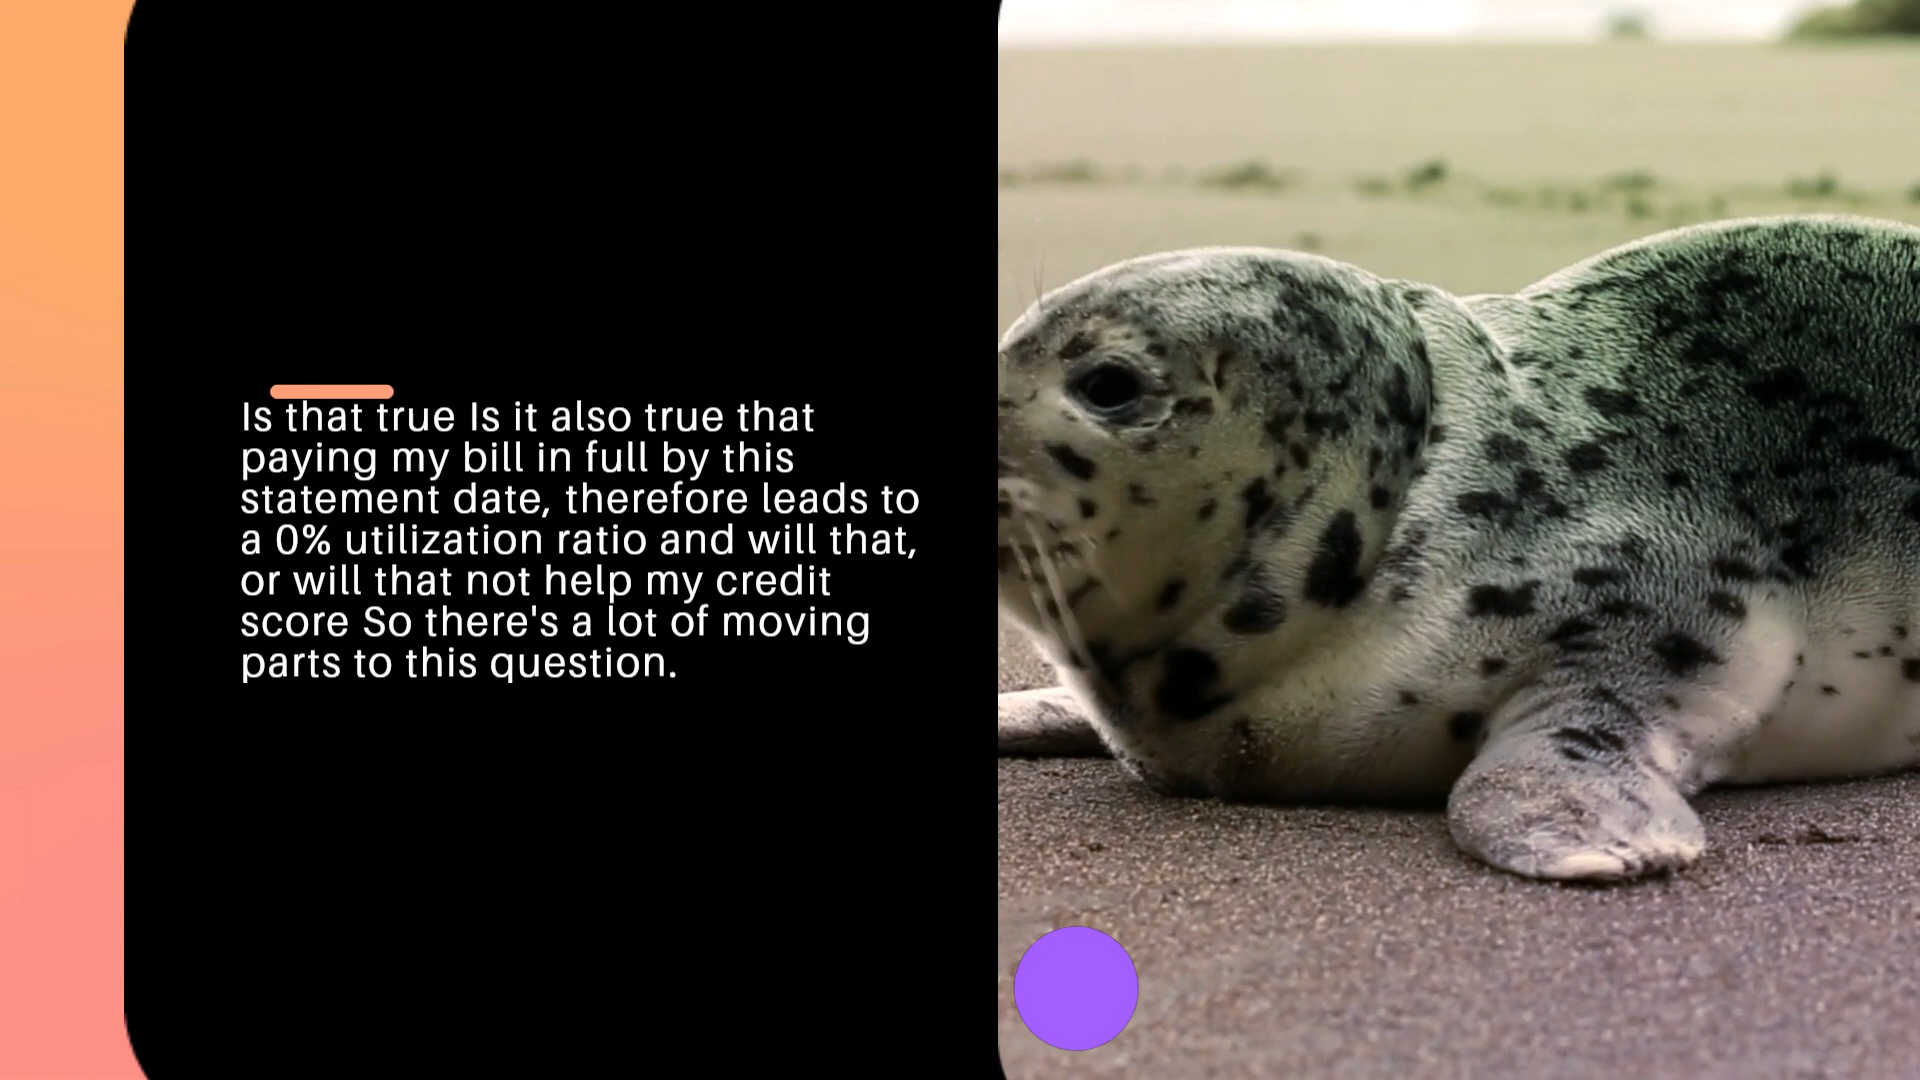 Is that true Is it also true that
paying my bill in full by this
statement date, therefore leads to
a 0% utilization ratio and will that,
or will that not help my credit
score So there's a lot of moving
parts to this question.